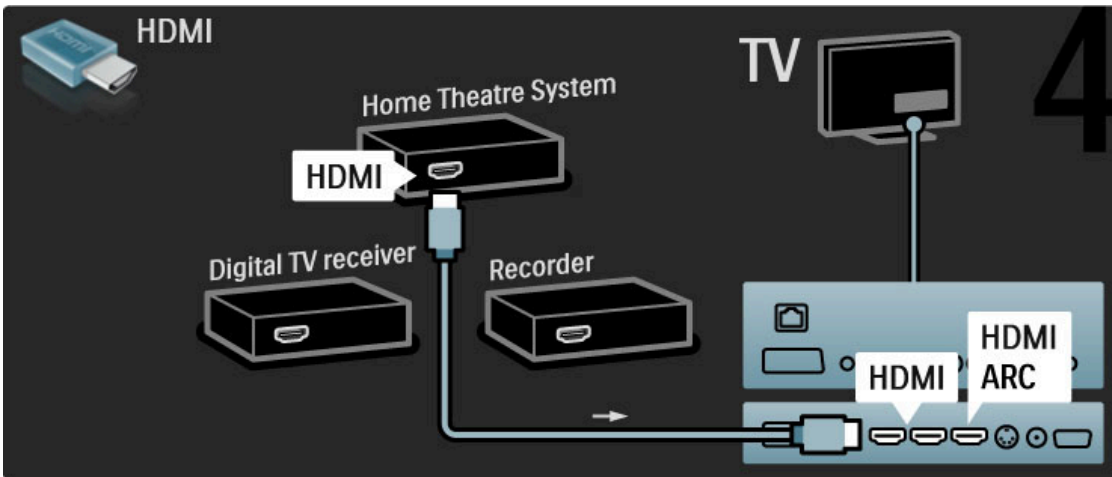 HDMI
TV
4
Home Theatre System
HDMI
Digital TV receiver
Recorder
HDMI
HDMI
ARC